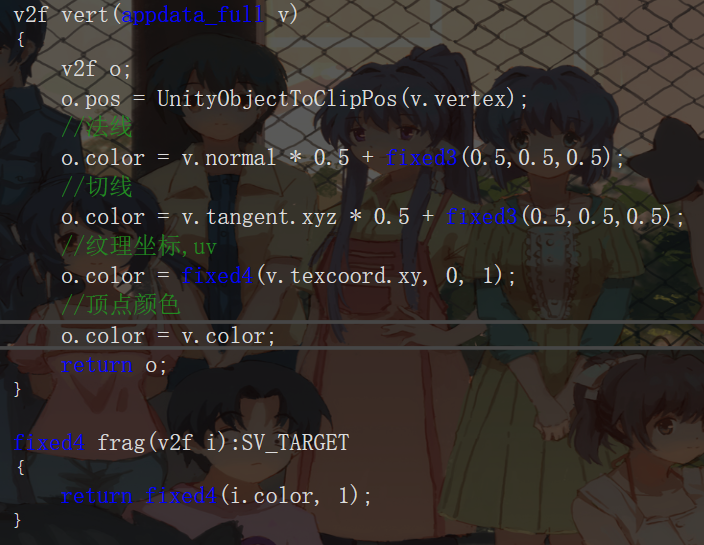 v2f vert(appdata_full v)
{
v2f o;
o.pos = UnityObjectToClipPos(v.vertex);
//法线
o.color = v.normal * 0.5 + fixed3(0.5,0.5,0.5);
//切线
o.color = v.tangent.xyz * 0.5 + fixed3(0.5,0.5,0.5);
//纹理坐标,uv
o.color = fixed4(v.texcoord.xy, 0, 1);
//顶点颜色
o.color = v.color;
return o;
}
fixed4 frag(v2f i):SV_TARGET
{
return fixed4(i.color, 1);
}